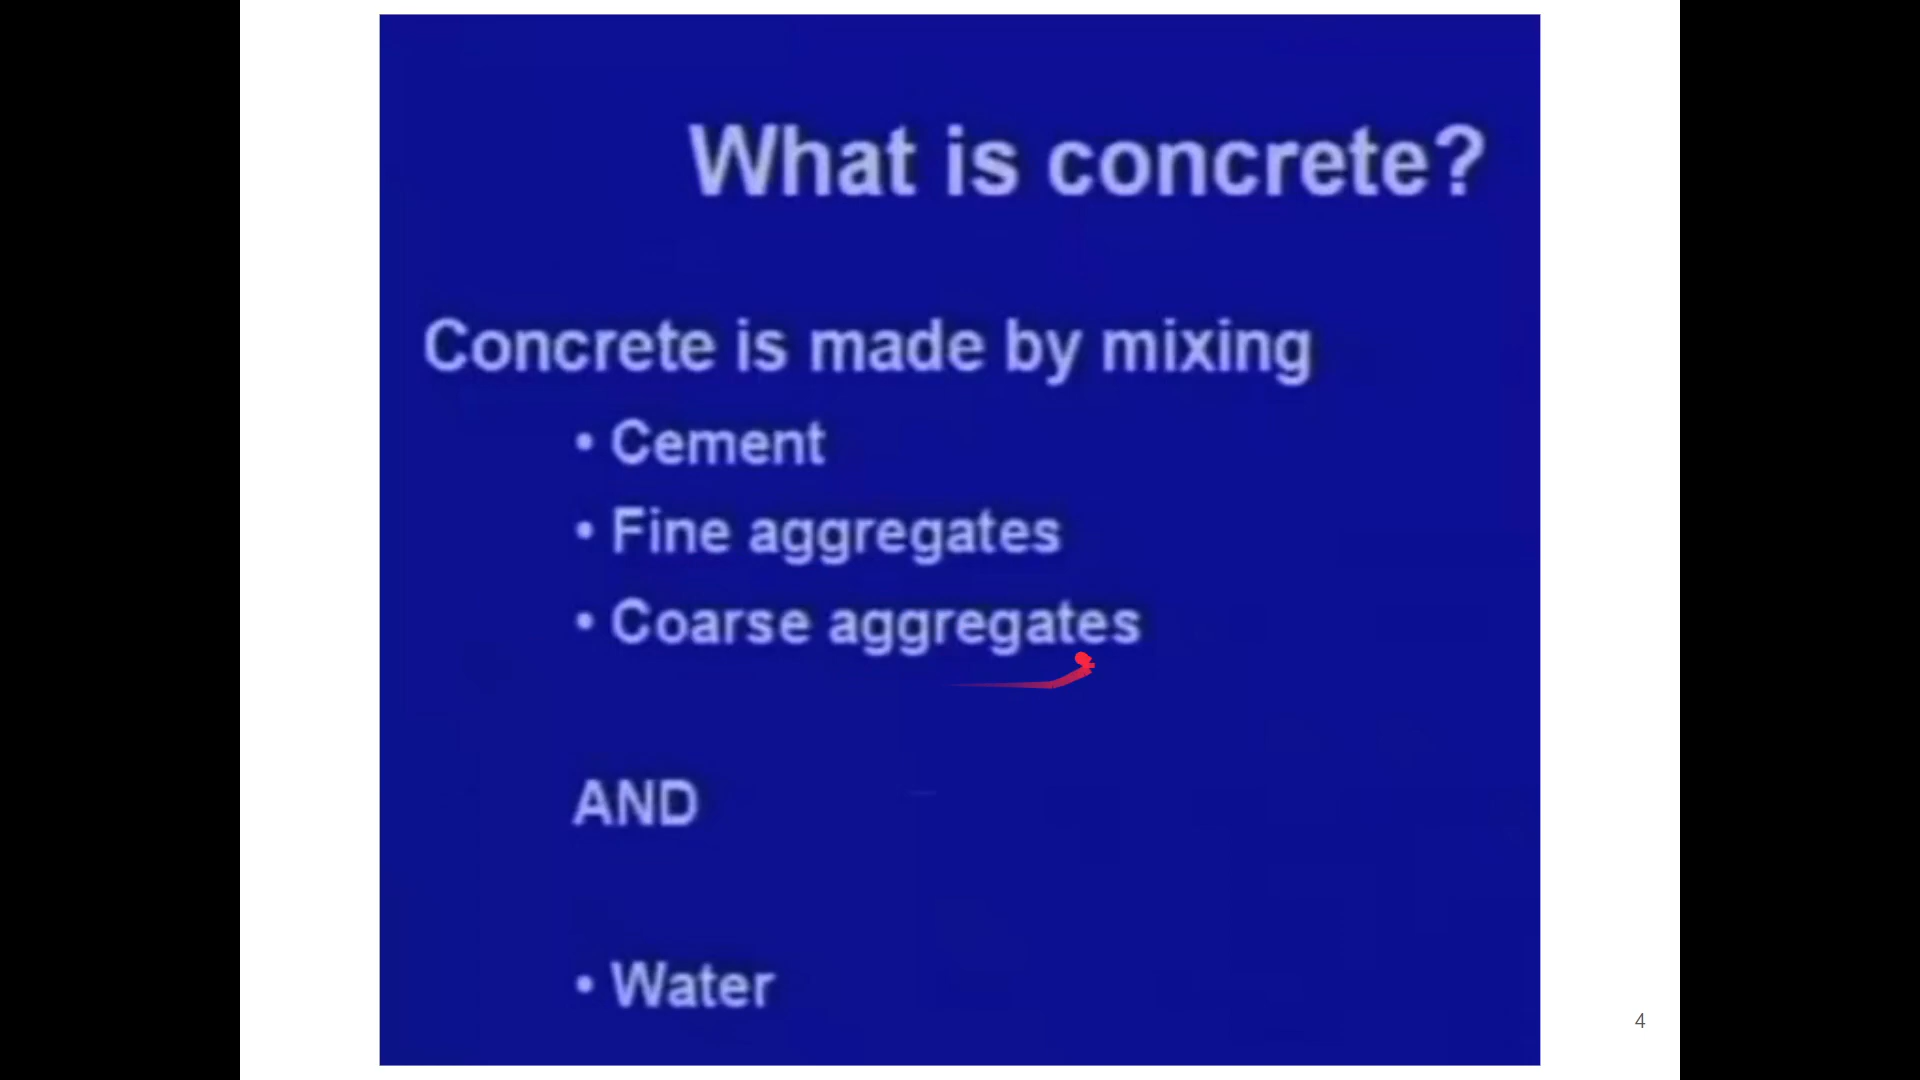 What is concrete?
Concrete is made by mixing
• Cement
• Fine aggregates
• Coarse aggregates
AND
• Water
4